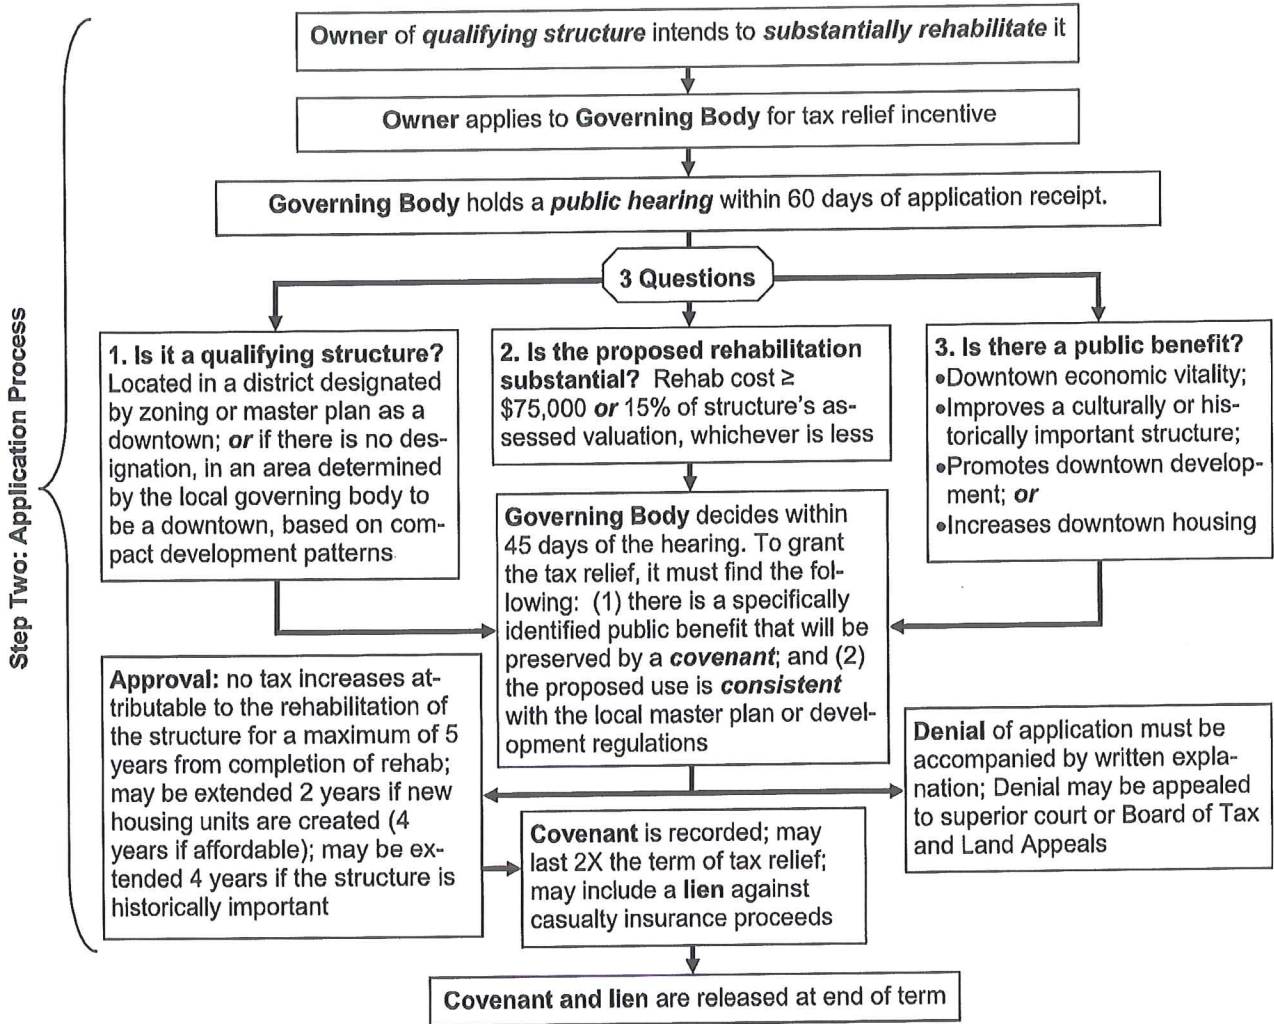 Step Two: Application Process
Owner of qualifying structure intends to substantially rehabilitate it
Owner applies to Governing Body for tax relief incentive
Governing Body holds a public hearing within 60 days of application receipt.
3 Questions
1. Is it a qualifying structure?
Located in a district designated
by zoning or master plan as a
downtown; or if there is no des-
ignation, in an area determined
by the local governing body to
be a downtown, based on com-
pact development patterns
2. Is the proposed rehabilitation
substantial? Rehab cost ≥
$75,000 or 15% of structure's as-
sessed valuation, whichever is less
3. Is there a public benefit?
•Downtown economic vitality;
•Improves a culturally or his-
torically important structure;
•Promotes downtown develop-
ment; or
•Increases downtown housing
Governing Body decides within
45 days of the hearing. To grant
the tax relief, it must find the fol-
lowing: (1) there is a specifically
identified public benefit that will be
preserved by a covenant; and (2)
the proposed use is consistent
with the local master plan or devel-
opment regulations
Approval: no tax increases at-
tributable to the rehabilitation of
the structure for a maximum of 5
years from completion of rehab;
may be extended 2 years if new
housing units are created (4
years if affordable); may be ex-
tended 4 years if the structure is
historically important
Denial of application must be
accompanied by written expla-
nation; Denial may be appealed
to superior court or Board of Tax
and Land Appeals
Covenant is recorded; may
last 2X the term of tax relief;
may include a lien against
casualty insurance proceeds
Covenant and lien are released at end of term